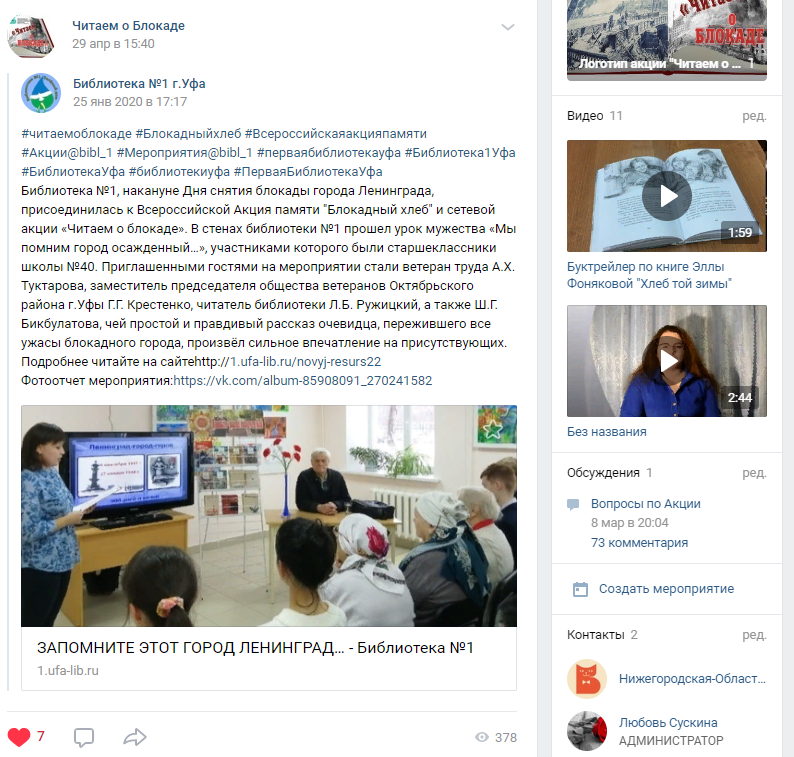 Читаем о Блокаде
29 апр в 15:40
Библиотека №1 г.Уфа
25 янв 2020 в 17:17
#читаемоблокаде #Блокадныйхлеб #Всероссийскаяакцияпамяти
#Акции@bibl_1 #Мероприятия@bibl_1 #перваябиблиотекауфа #Библиотека1Уфа
#БиблиотекаУфа #библиотекиуфа #ПерваяБиблиотекаУфа
Библиотека №1, накануне Дня снятия блокады города Ленинграда,
присоединилась к Всероссийской Акция памяти "Блокадный хлеб" и сетевой
акции «Читаем о блокаде». В стенах библиотеки №1 прошел урок мужества «Мы
помним город осажденный…», участниками которого были старшеклассники
школы №40. Приглашенными гостями на мероприятии стали ветеран труда А.Х.
Туктарова, заместитель председателя общества ветеранов Октябрьского
района г.Уфы Г.Г. Крестенко, читатель библиотеки Л.Б. Ружицкий, а также Ш.Г.
Бикбулатова, чей простой и правдивый рассказ очевидца, пережившего все
ужасы блокадного города, произвёл сильное впечатление на присутствующих.
Подробнее читайте на сайтеhttp://1.ufa-lib.ru/novyj-resurs22
Фотоотчет мероприятия:https://vk.com/album-85908091_270241582
Ленинград-город-герой
ЗАПОМНИТЕ ЭТОТ ГОРОД ЛЕНИНГРАД… - Библиотека №1
1.ufa-lib.ru
7
378
«Читаем
о
БЛОКАДЕ
Логотип акции "Читаем о ... 1
Видео 11
ред.
1:59
Буктрейлер по книге Эллы
Фоняковой "Хлеб той зимы"
2:44
Без названия
Обсуждения 1
ред.
Вопросы по Акции
8 мар в 20:04
73 комментария
Создать мероприятие
Контакты 2
ред.
Нижегородская-Област…
Любовь Сускина
АДМИНИСТРАТОР